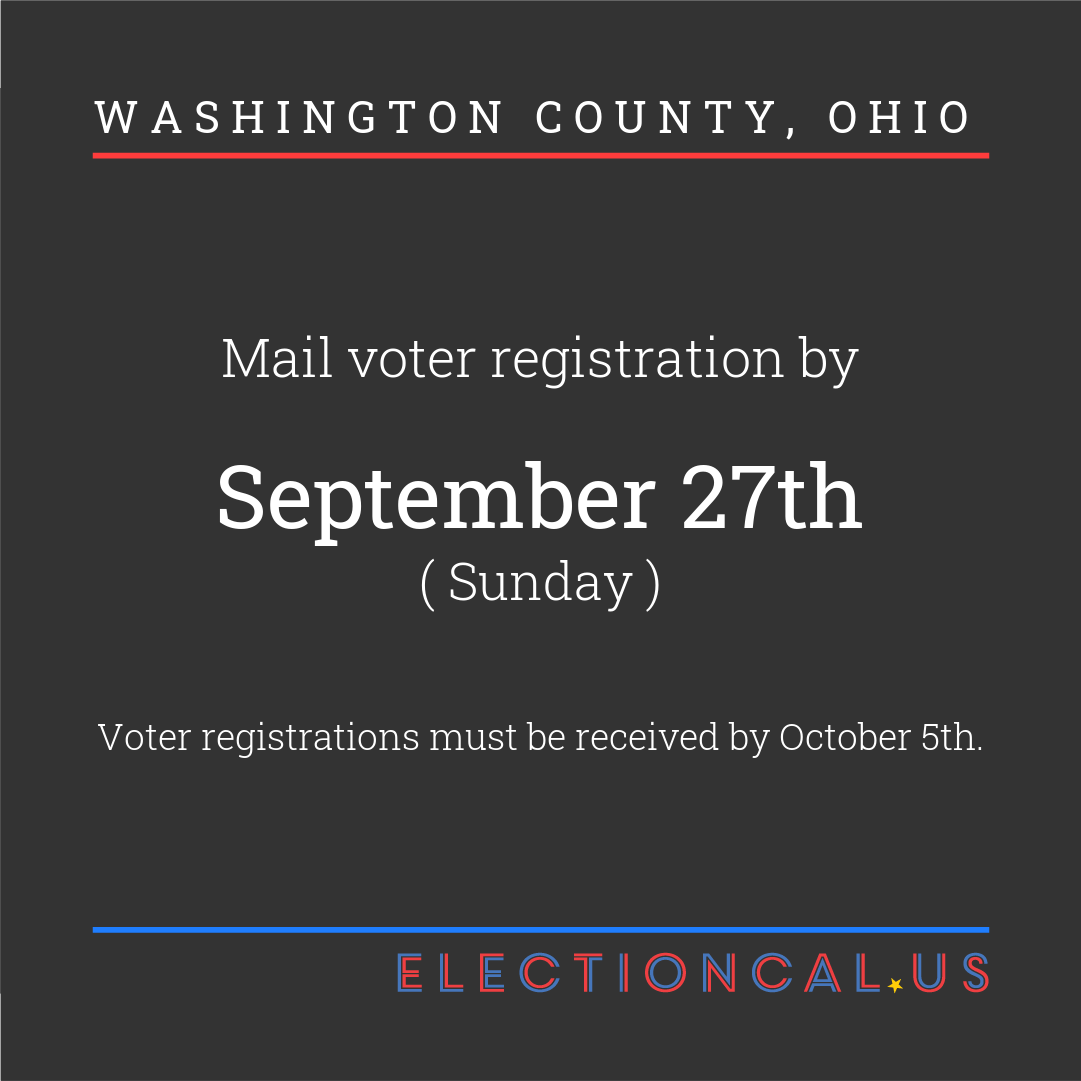 WASHINGTON COUNTY, OHIO
Mail voter registration by
September 27th
( Sunday )
Voter registrations must be received by October 5th.
ELECTIONCAL.US